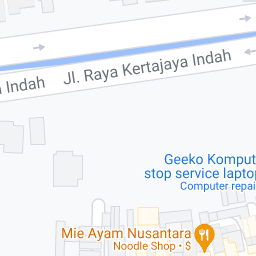 Indah
Jl. Raya Kertajaya Indah
Geeko Komput
stop service laptop
Computer repai
Mie Ayam Nusantara
Noodle Shop • $